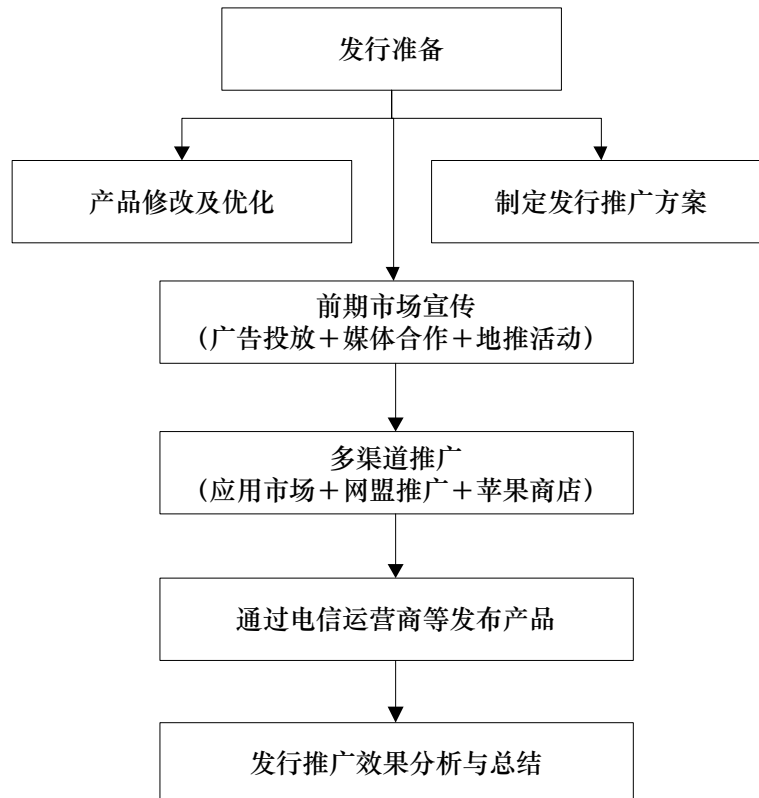 发行准备
产品修改及优化
制定发行推广方案
前期市场宣传
（广告投放＋媒体合作＋地推活动）
多渠道推广
（应用市场＋网盟推广＋苹果商店）
通过电信运营商等发布产品
发行推广效果分析与总结